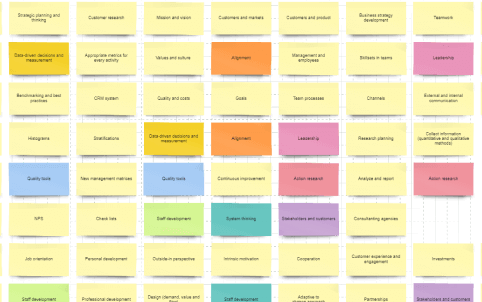 Strategic planning and
thinking
Customer research
Mission and vision
Customers and markets
Customers and product
Business strategy
development
Teamwork
Data-driven decisions and
measurement
Appropriate metrics for
every activity
Values and culture
Alignment
Management and
employees
Skillsets in teams
Leadership
Benchmarking and best
practices
CRM system
Quality and costs
Goals
Team processes
Channels
External and internal
communication
Histograms
Stratifications
Data-driven decisions and
measurement
Alignment
Leadership
Research planning
Collect information
(quantitative and qualitative
methods)
Quality tools
New management matrices
Quality tools
Continuous improvement
Action research
Analyse and report
Action research
NPS
Check lists
Staff development
System thinking
Stakeholders and customers
Consultanting agencies
Job orientation
Personal development
Outside-in perspective
Intrinsic motivation
Cooperation
Customer experience and
engagement
Investments
Staff development
Professional development
Design (demand, value and
Staff development
Adaptive to
Partnerships
Stakeholders and customers